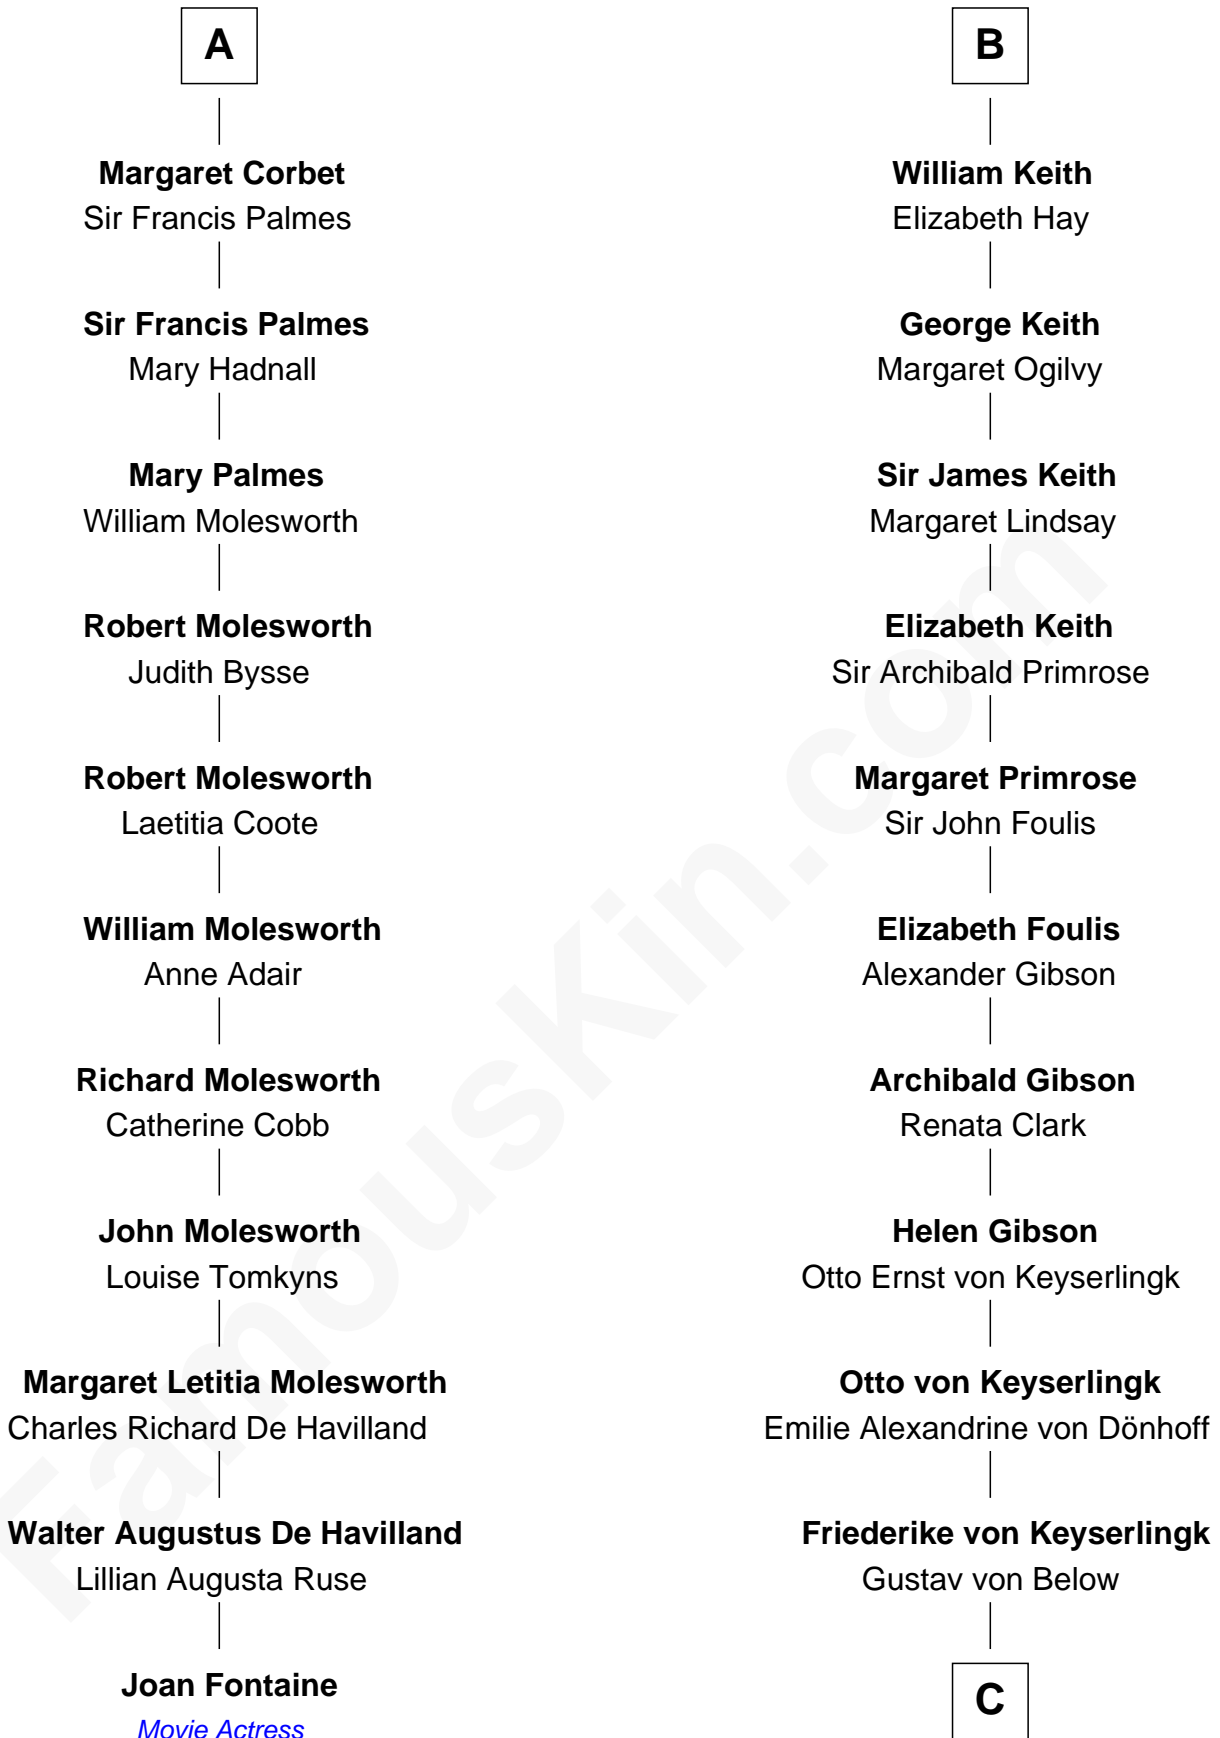 A
Margaret Corbet
Sir Francis Palmes
Sir Francis Palmes
Mary Hadnall
Mary Palmes
William Molesworth
Robert Molesworth
Judith Bysse
Robert Molesworth
Laetitia Coote
William Molesworth
Anne Adair
Richard Molesworth
Catherine Cobb
John Molesworth
Louise Tomkyns
Margaret Letitia Molesworth
Charles Richard De Havilland
Walter Augustus De Havilland
Lillian Augusta Ruse
Joan Fontaine
Movie Actress
B
William Keith
Elizabeth Hay
George Keith
Margaret Ogilvy
Sir James Keith
Margaret Lindsay
Elizabeth Keith
Sir Archibald Primrose
Margaret Primrose
Sir John Foulis
Elizabeth Foulis
Alexander Gibson
Archibald Gibson
Renata Clark
Helen Gibson
Otto Ernst von Keyserlingk
Otto von Keyserlingk
Emilie Alexandrine von Dönhoff
Friederike von Keyserlingk
Gustav von Below
C
FamousKin.com